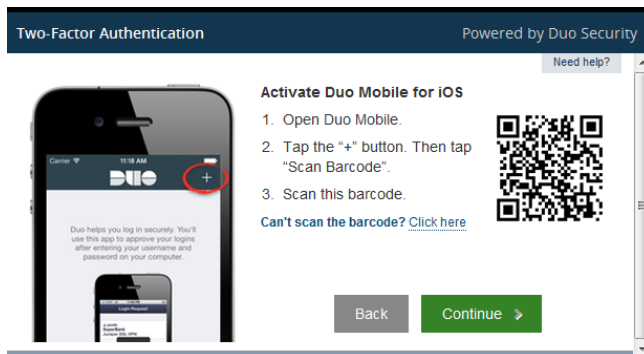 Two-Factor Authentication
Powered by Duo Security
Need help?
Activate Duo Mobile for iOS
1. Open Duo Mobile.
2. Tap the “+” button. Then tap
“Scan Barcode”.
3. Scan this barcode.
Can't scan the barcode? Click here
Back
Continue
Carrier
11:18 AM
DUO
+
Duo helps you log in securely. You'll
use this app to approve your logins
after entering your username and
password on your computer.
Login Request